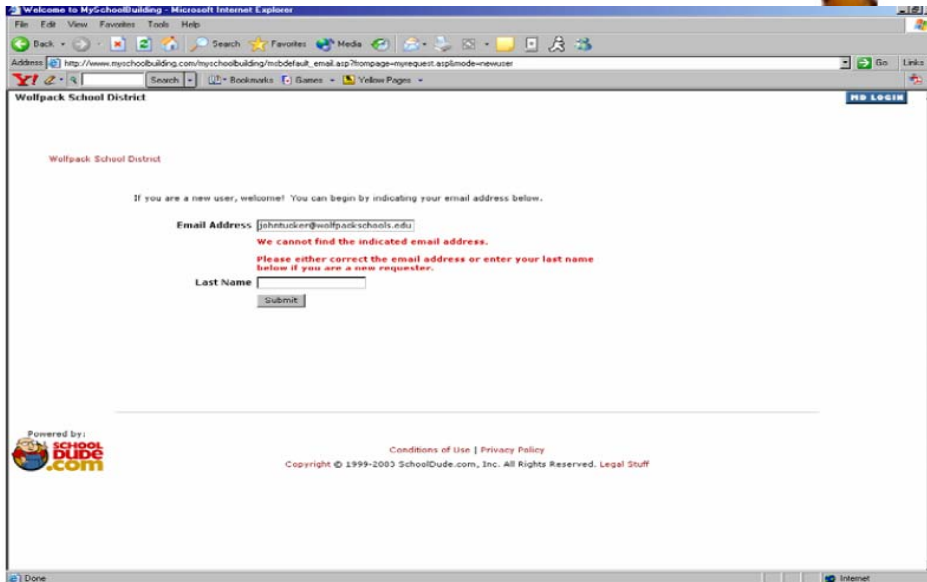 Welcome to MySchoolBuilding - Microsoft Internet Explorer
File Edit View Favorites Tools Help
Back Search Favorites Media
Address http://www.myschoolbuilding.com/myschoolbuilding/msbdefault_email.asp?frompage=myrequest.asp&mode=newuser Go Links
Y! Search Bookmarks Games Yellow Pages
Wolfpack School District MD LOGIN
Wolfpack School District
If you are a new user, welcome! You can begin by indicating your email address below.
Email Address johntucker@wolfpackschools.edu
We cannot find the indicated email address.
Please either correct the email address or enter your last name
below if you are a new requester.
Last Name
Submit
Powered by:
SCHOOL
DUDE
.COM
Conditions of Use | Privacy Policy
Copyright © 1999-2003 SchoolDude.com, Inc. All Rights Reserved. Legal Stuff
Done Internet